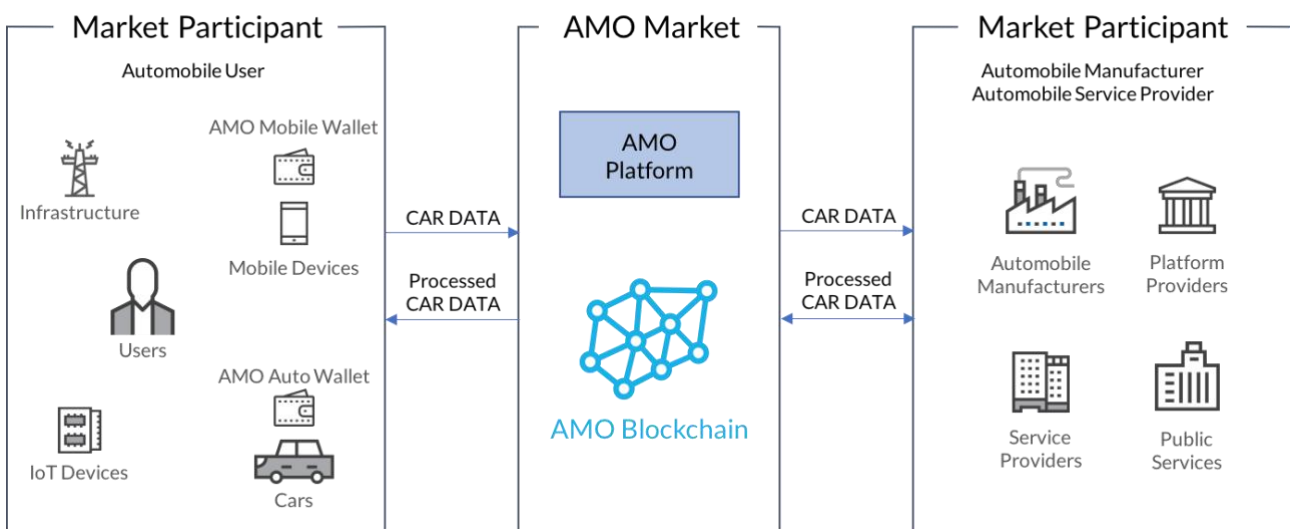 Market Participant
Automobile User
AMO Mobile Wallet
Infrastructure
Mobile Devices
Users
AMO Auto Wallet
IoT Devices
Cars
CAR DATA
Processed
CAR DATA
AMO Market
AMO
Platform
AMO Blockchain
CAR DATA
Processed
CAR DATA
Market Participant
Automobile Manufacturer
Automobile Service Provider
Automobile
Manufacturers
Platform
Providers
Service
Providers
Public
Services